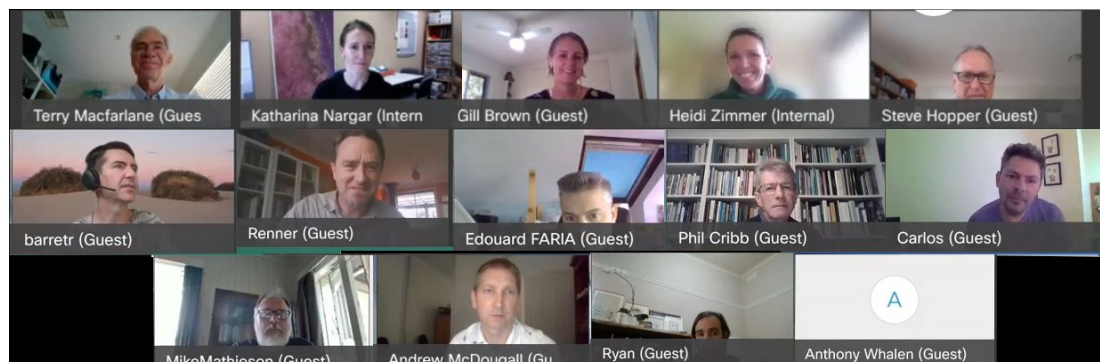 Terry Macfarlane (Gues
Katharina Nargar (Intern
Gill Brown (Guest)
Heidi Zimmer (Internal)
Steve Hopper (Guest)
barretr (Guest)
Renner (Guest)
Edouard FARIA (Guest)
Phil Cribb (Guest)
Carlos (Guest)
MikeMathieson (Guest)
Andrew McDougall (Gu
Ryan (Guest)
A
Anthony Whalen (Guest)